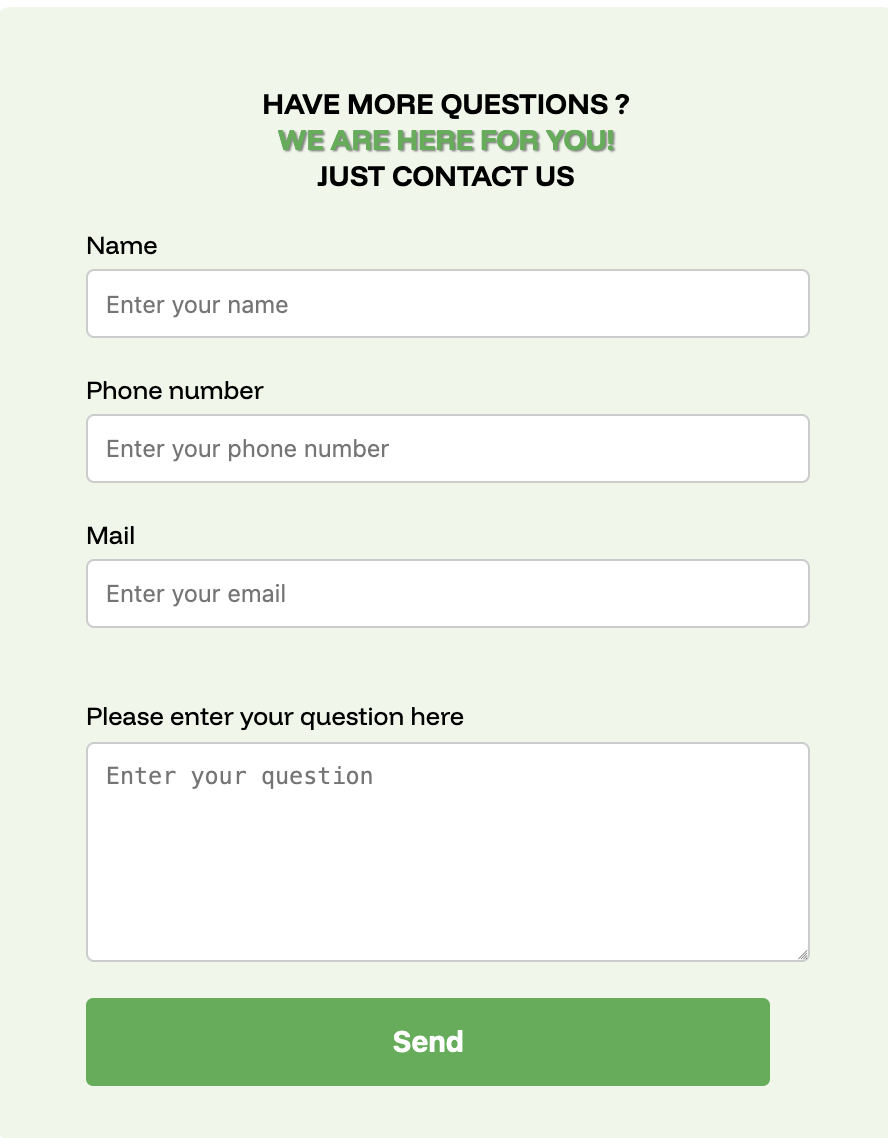 HAVE MORE QUESTIONS ?
WE ARE HERE FOR YOU!
JUST CONTACT US
Name
Enter your name
Phone number
Enter your phone number
Mail
Enter your email
Please enter your question here
Enter your question
Send